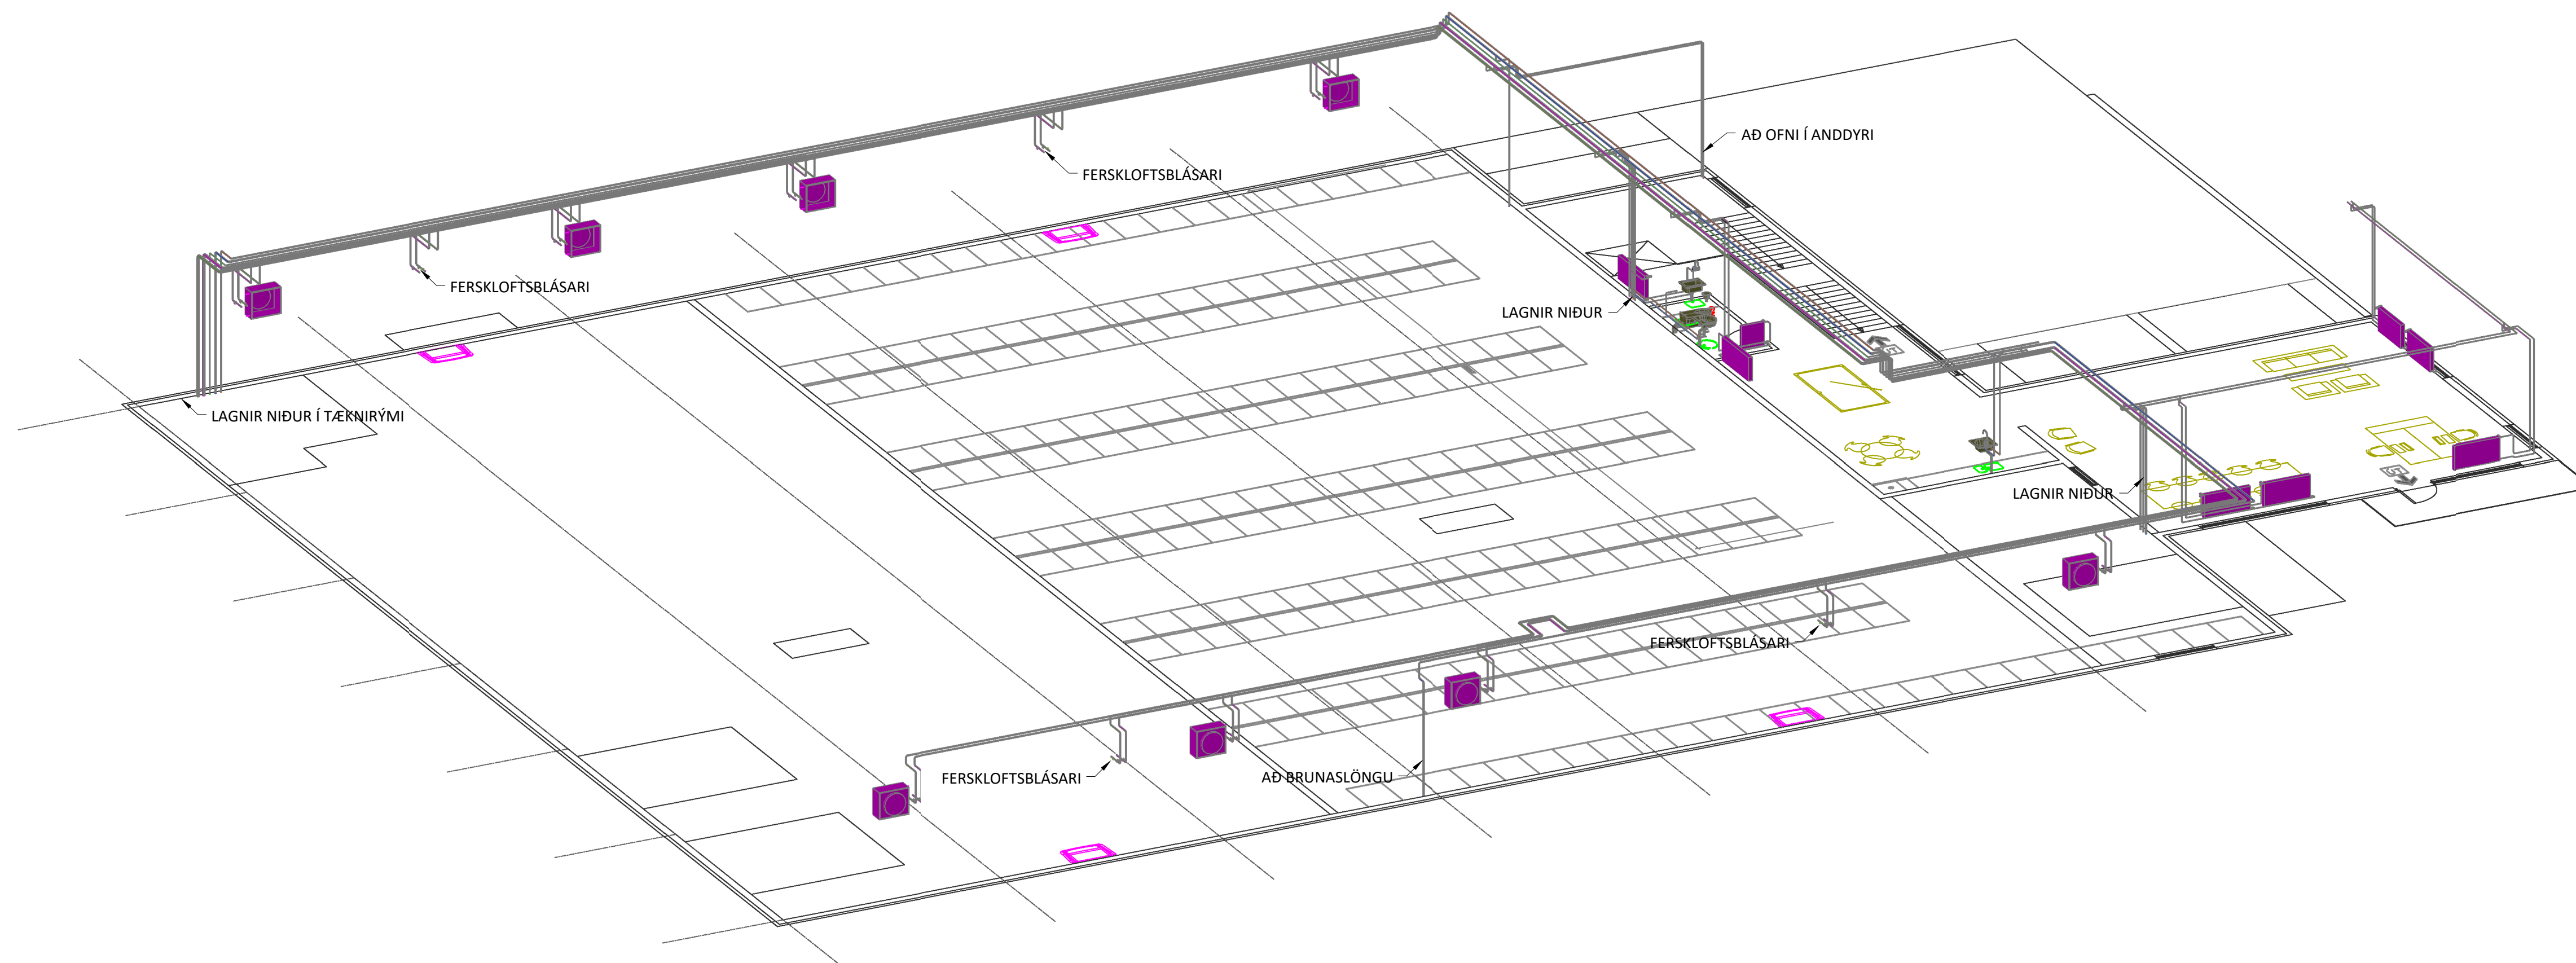 AÐ OFNI Í ANDDYRI
FERSKLOFTSBLÁSARI
FERSKLOFTSBLÁSARI
LAGNIR NIÐUR
LAGNIR NIÐUR Í TÆKNIRÝMI
LAGNIR NIÐUR
FERSKLOFTSBLÁSARI
FERSKLOFTSBLÁSARI
AÐ BRUNASLÖNGU